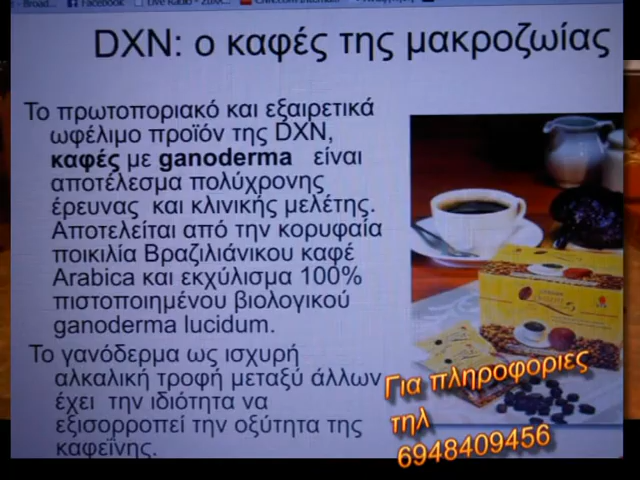 Facebook
DXN: ο καφές της μακροζωίας
Το πρωτοποριακό και εξαιρετικά
ωφέλιμο προϊόν της DXN,
καφές με ganoderma είναι
αποτέλεσμα πολύχρονης
έρευνας και κλινικής μελέτης.
Αποτελείται από την κορυφαία
ποικιλία Βραζιλιάνικου καφέ
Arabica και εκχύλισμα 100%
πιστοποιημένου βιολογικού
ganoderma lucidum.
Το γανόδερμα ως ισχυρή
αλκαλική τροφή μεταξύ άλλων
έχει την ιδιότητα να
εξισορροπεί την οξύτητα της
καφεΐνης.
Για πληροφοριες
τηλ
6948409456